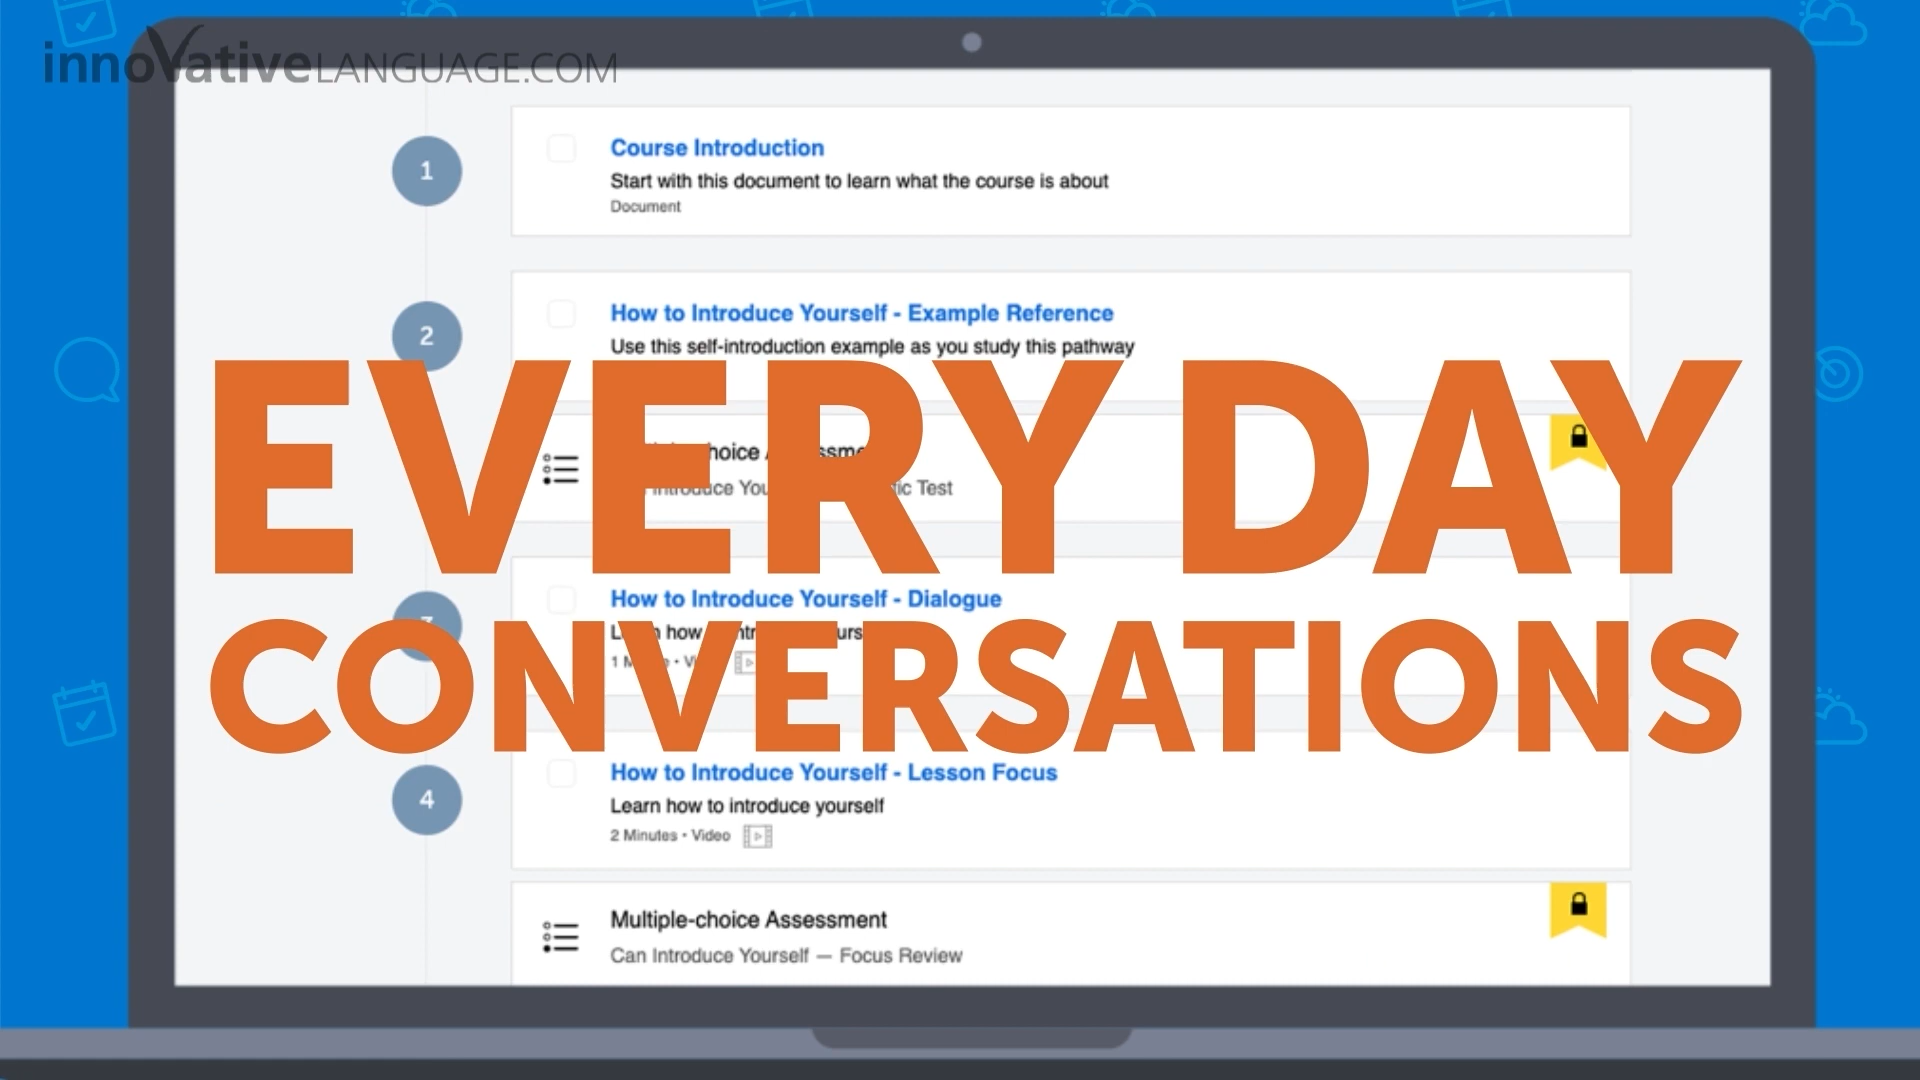 innoVative LANGUAGE.COM
1
Course Introduction
Start with this document to learn what the course is about
Document
2
How to Introduce Yourself - Example Reference
Use this self-introduction example as you study this pathway
EVERY DAY
Test
How to Introduce Yourself - Dialogue
how
CONVERSATIONS
4
How to Introduce Yourself - Lesson Focus
Learn how to introduce yourself
2 Minutes • Video
Multiple-choice Assessment
Can Introduce Yourself — Focus Review